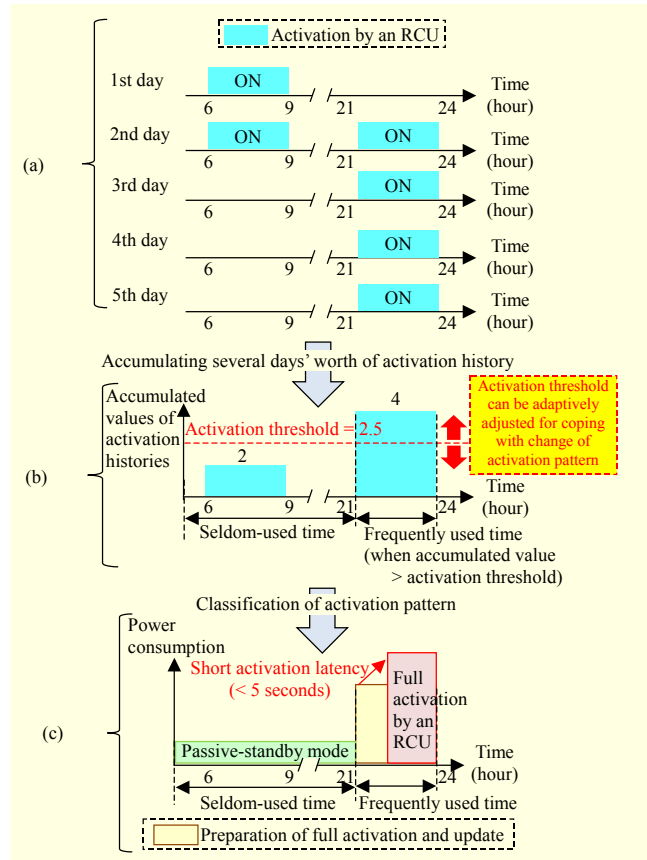 Activation by an RCU
(a)
1st day
ON
6 9 21 24
Time
(hour)
2nd day
ON ON
6 9 21 24
Time
(hour)
3rd day
ON
6 9 21 24
Time
(hour)
4th day
ON
6 9 21 24
Time
(hour)
5th day
ON
6 9 21 24
Time
(hour)
Accumulating several days' worth of activation history
(b)
Accumulated
values of
activation
histories
Activation threshold = 2.5
2
4
Activation threshold
can be adaptively
adjusted for coping
with change of
activation pattern
6 9 21 24
Time
(hour)
Seldom-used time
Frequently used time
(when accumulated value
> activation threshold)
Classification of activation pattern
(c)
Power
consumption
Short activation latency
(< 5 seconds)
Full
activation
by an
RCU
Passive-standby mode
6 9 21 24
Time
(hour)
Seldom-used time
Frequently used time
Preparation of full activation and update